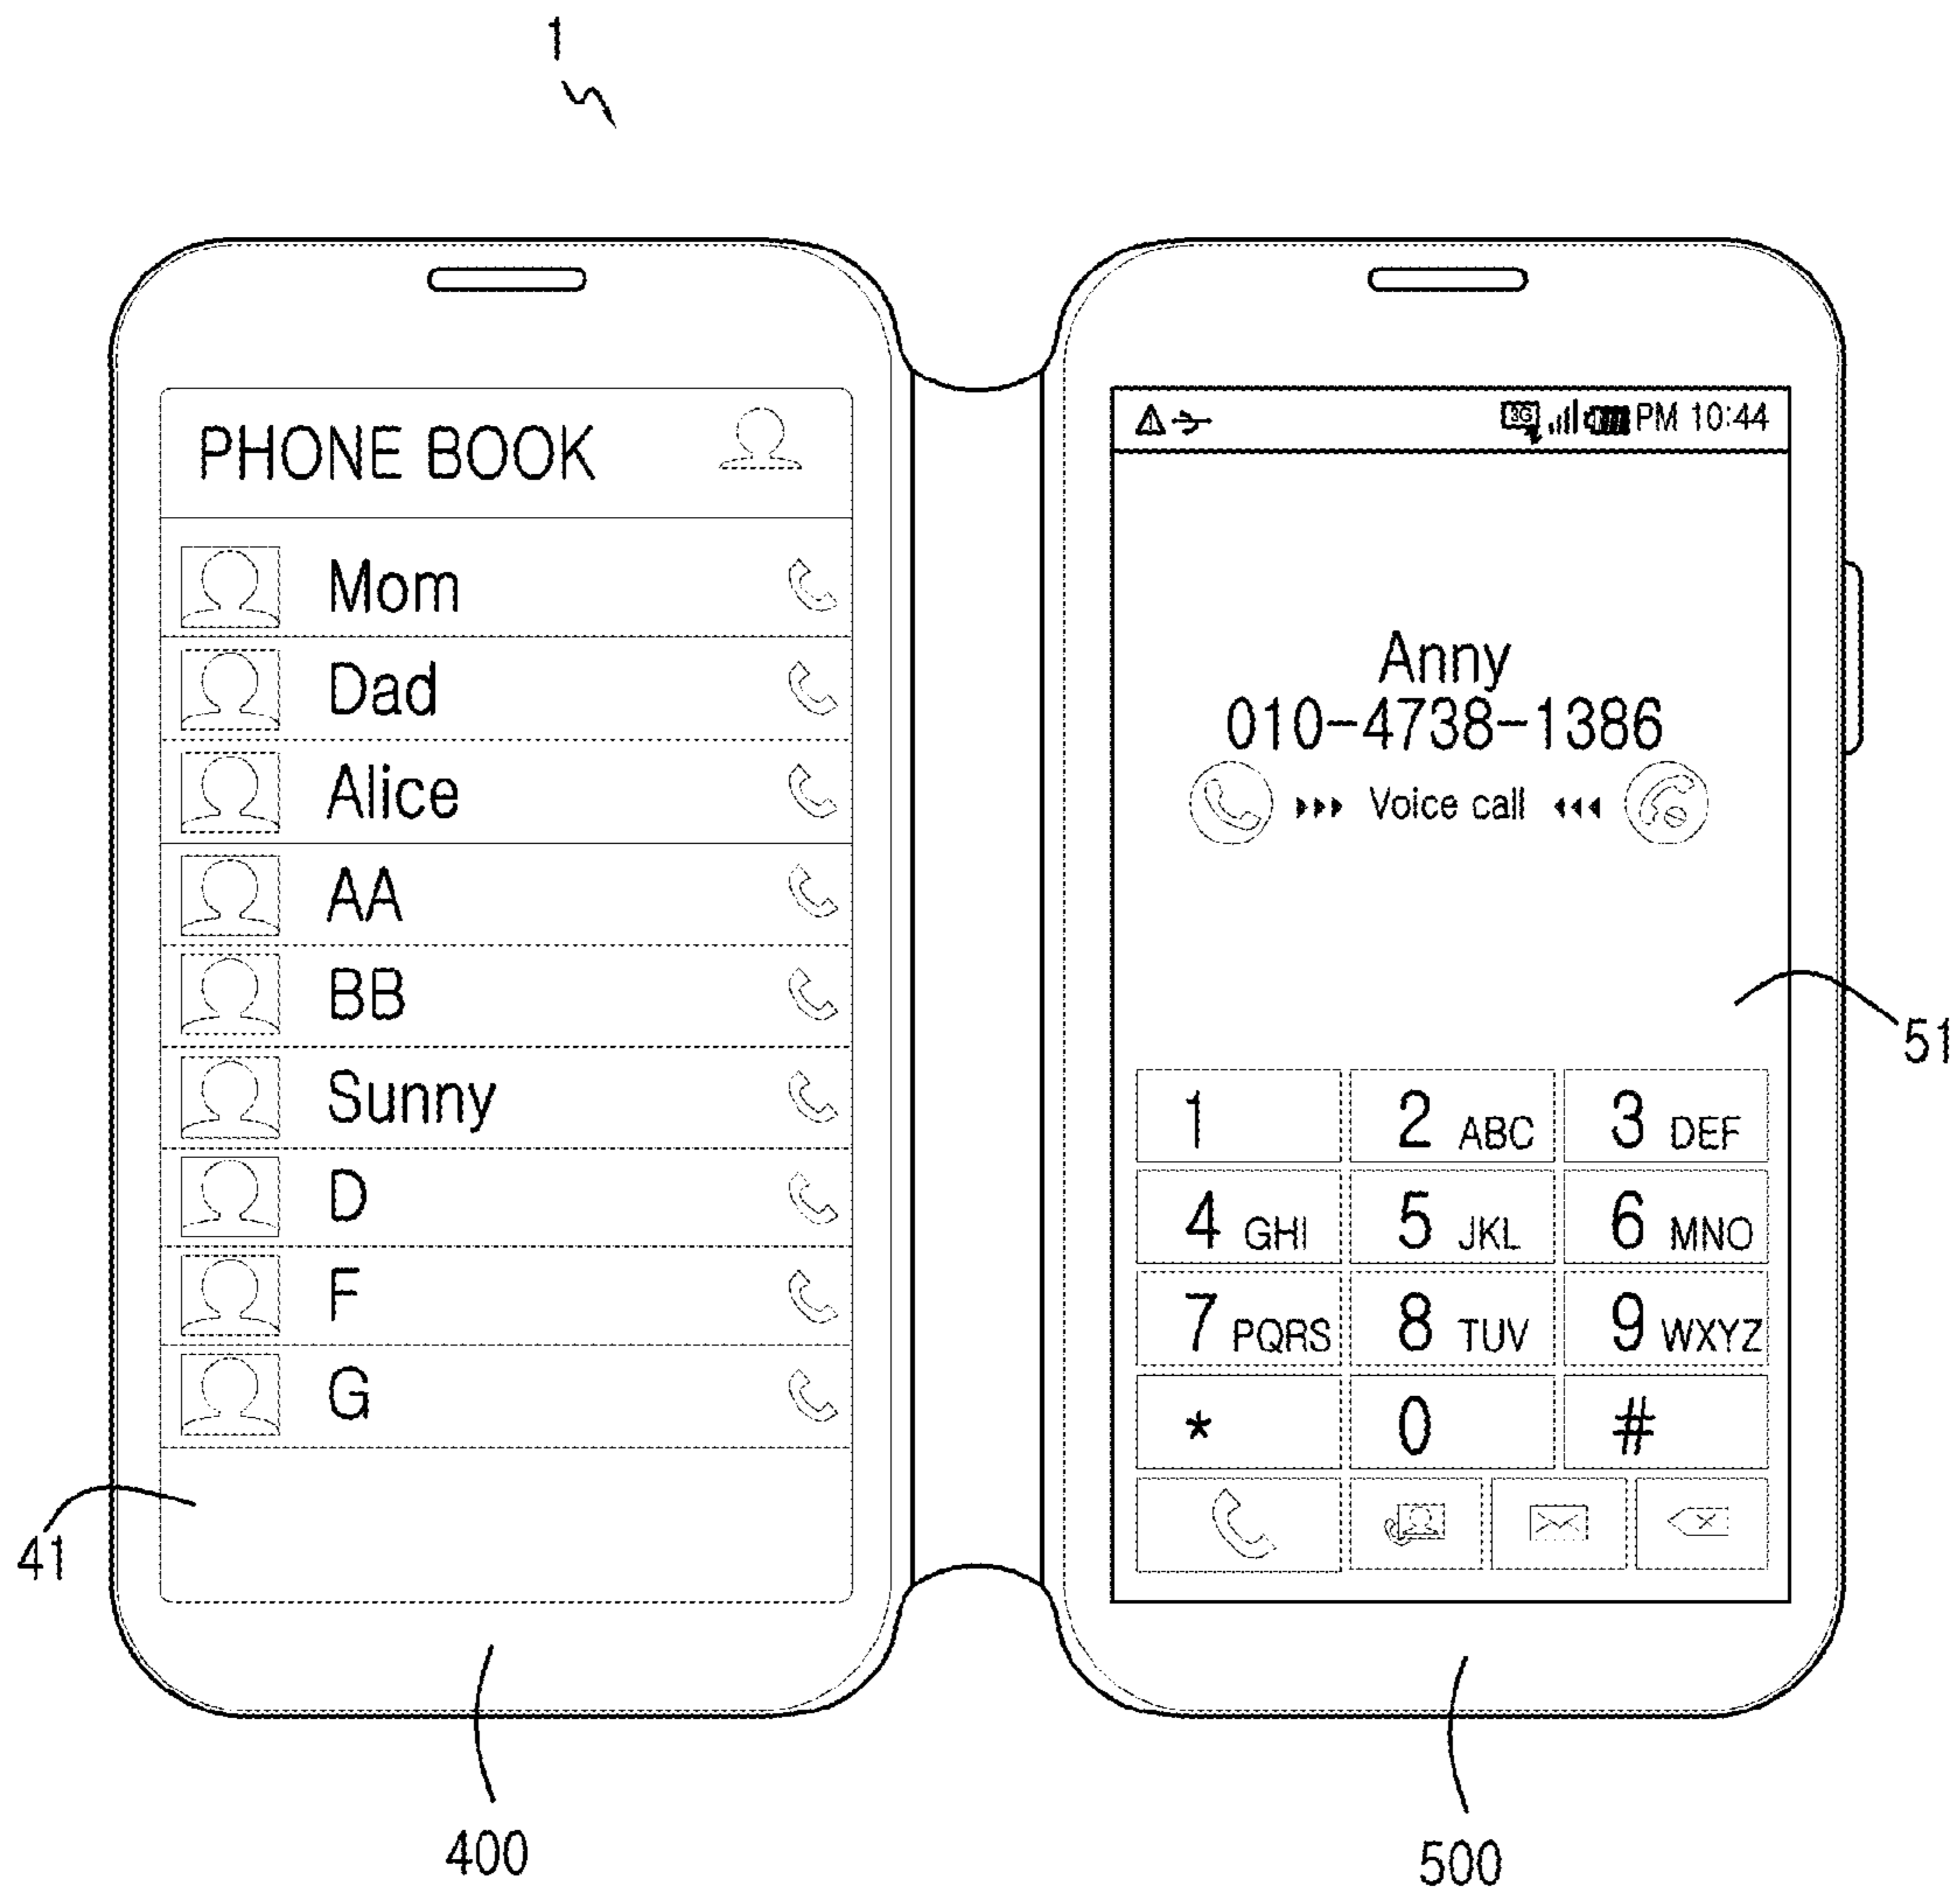 1
PHONE BOOK
Mom
Dad
Alice
AA
BB
Sunny
D
F
G
41
400
3G PM 10:44
Anny
010-4738-1386
Voice call
51
1 2 ABC 3 DEF
4 GHI 5 JKL 6 MNO
7 PQRS 8 TUV 9 WXYZ
* 0 #
500